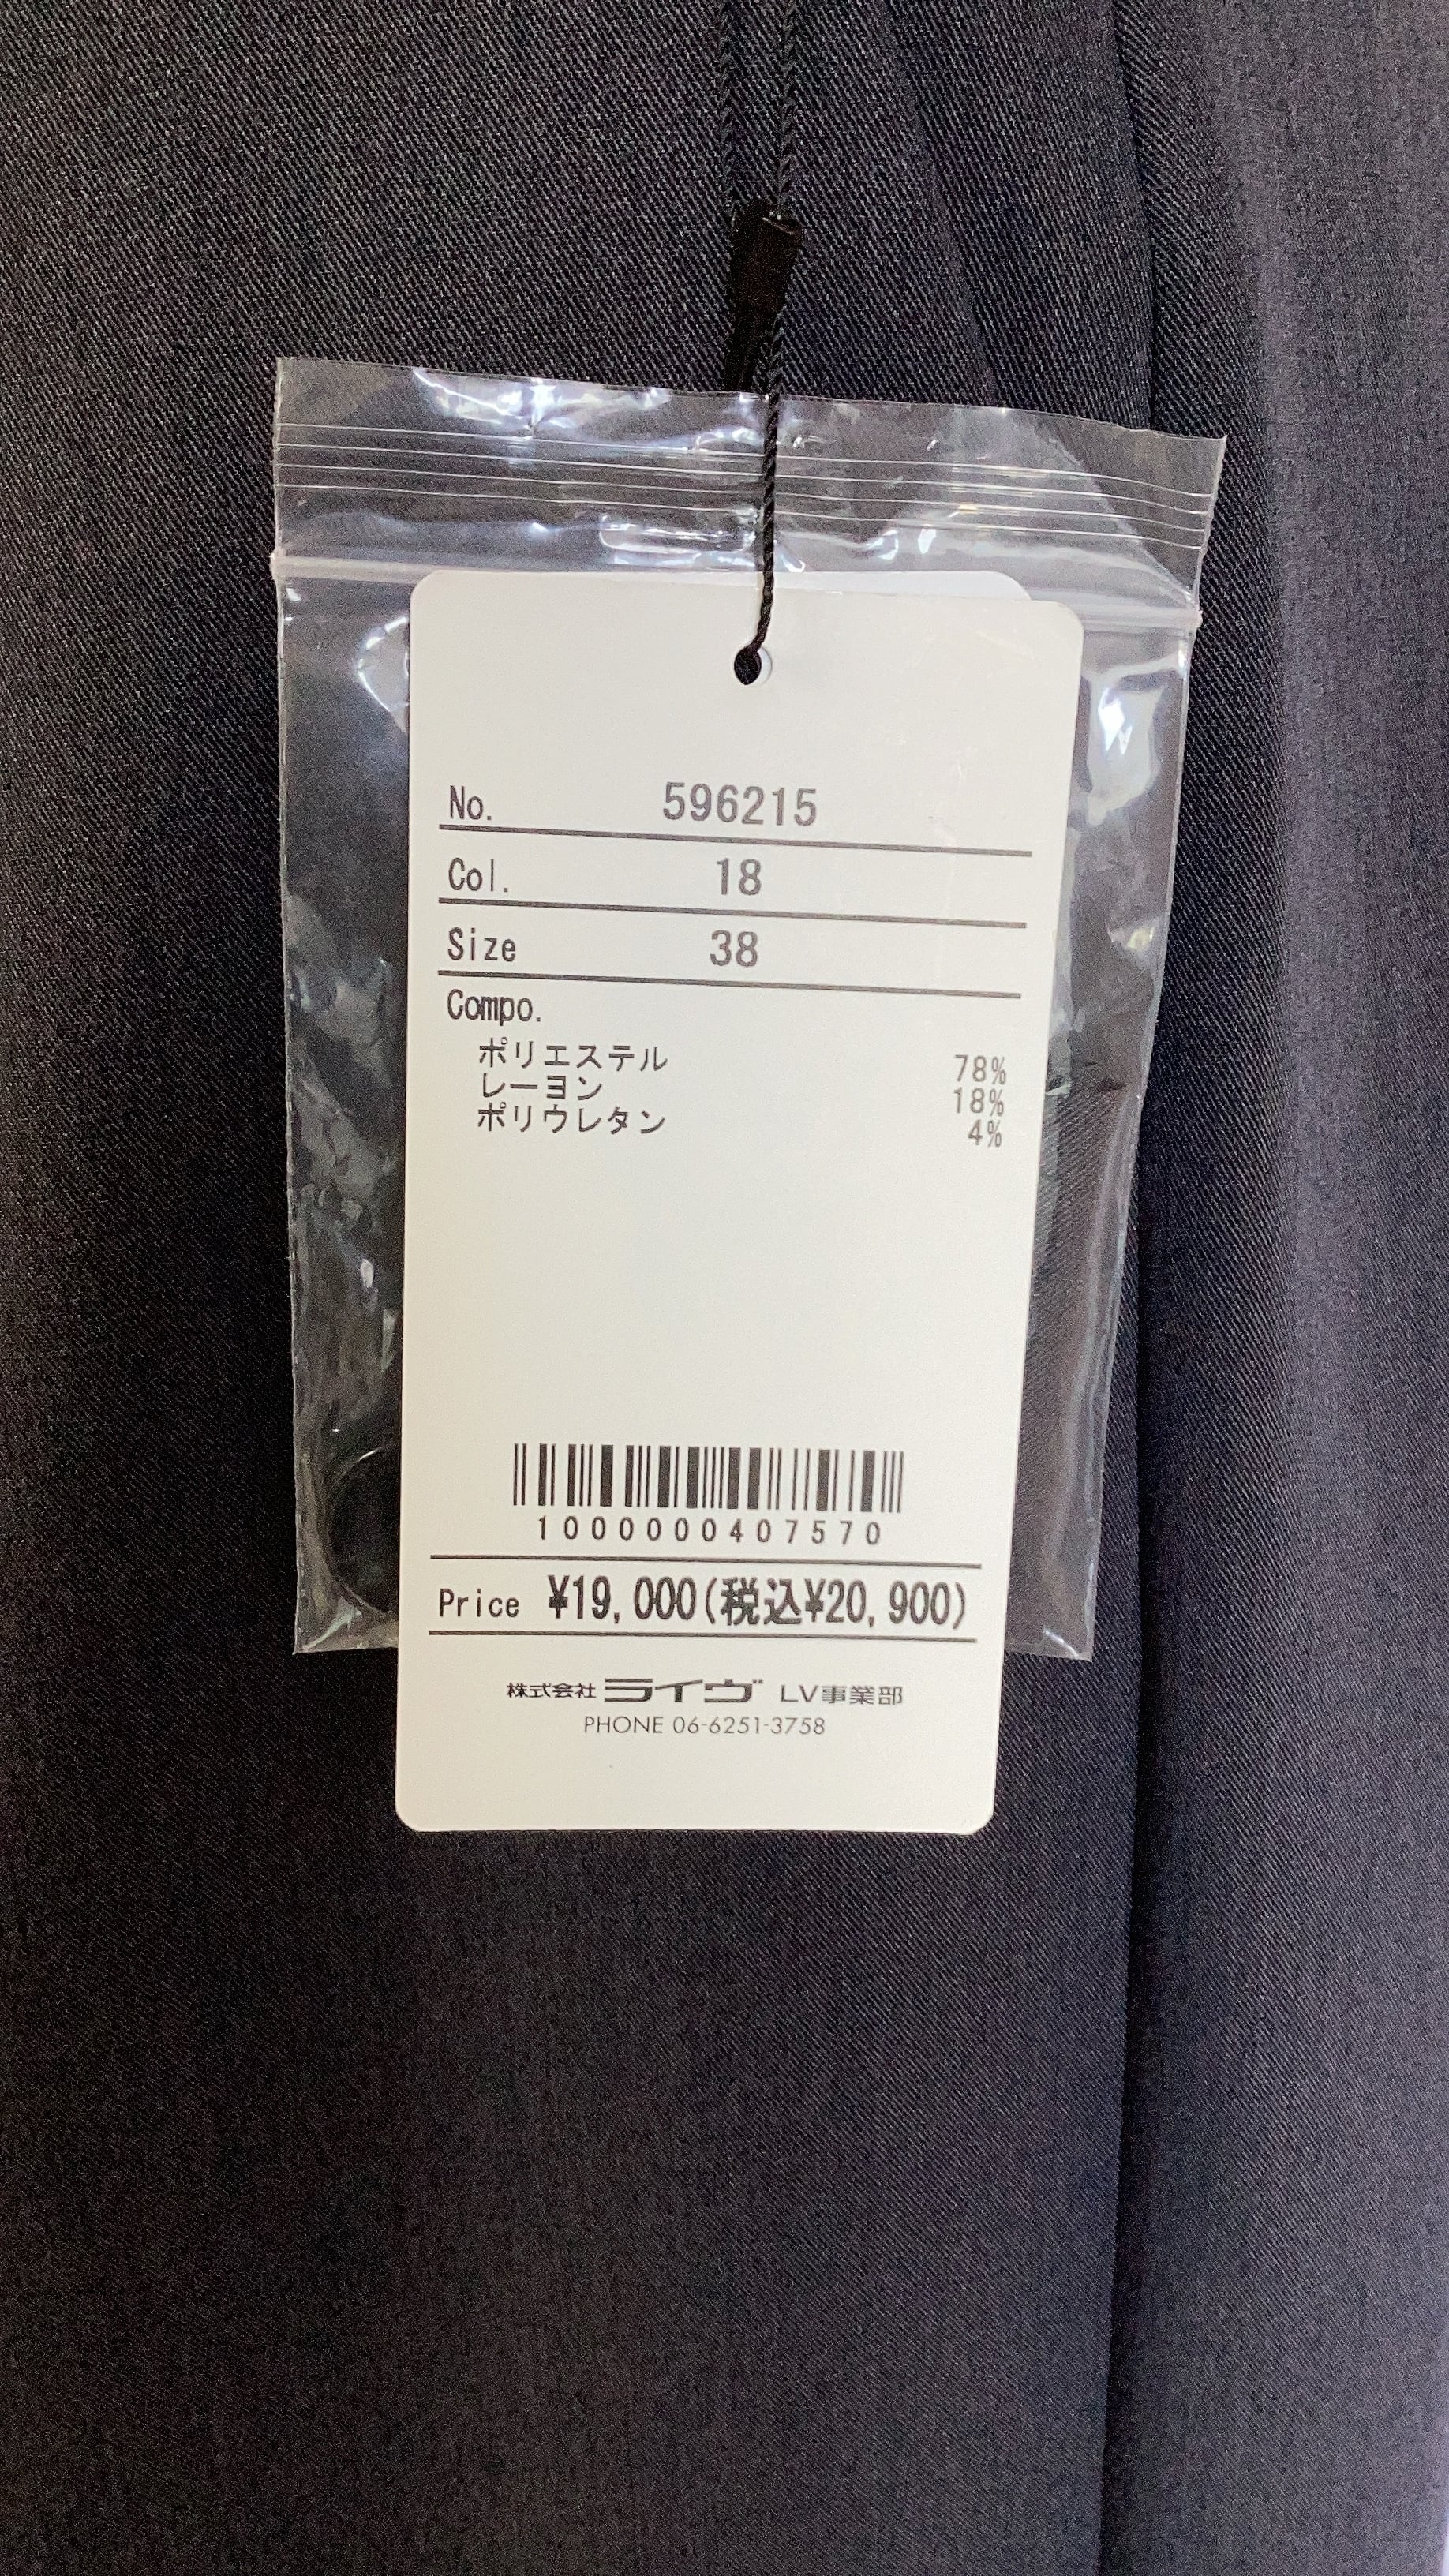 No. 596215
Col. 18
Size 38
Compo.
ポリエステル 78%
レーヨン 18%
ポリウレタン 4%
1000000407570
Price ¥19,000(税込¥20,900)
株式会社 ライヴ LV事業部
PHONE 06-6251-3758